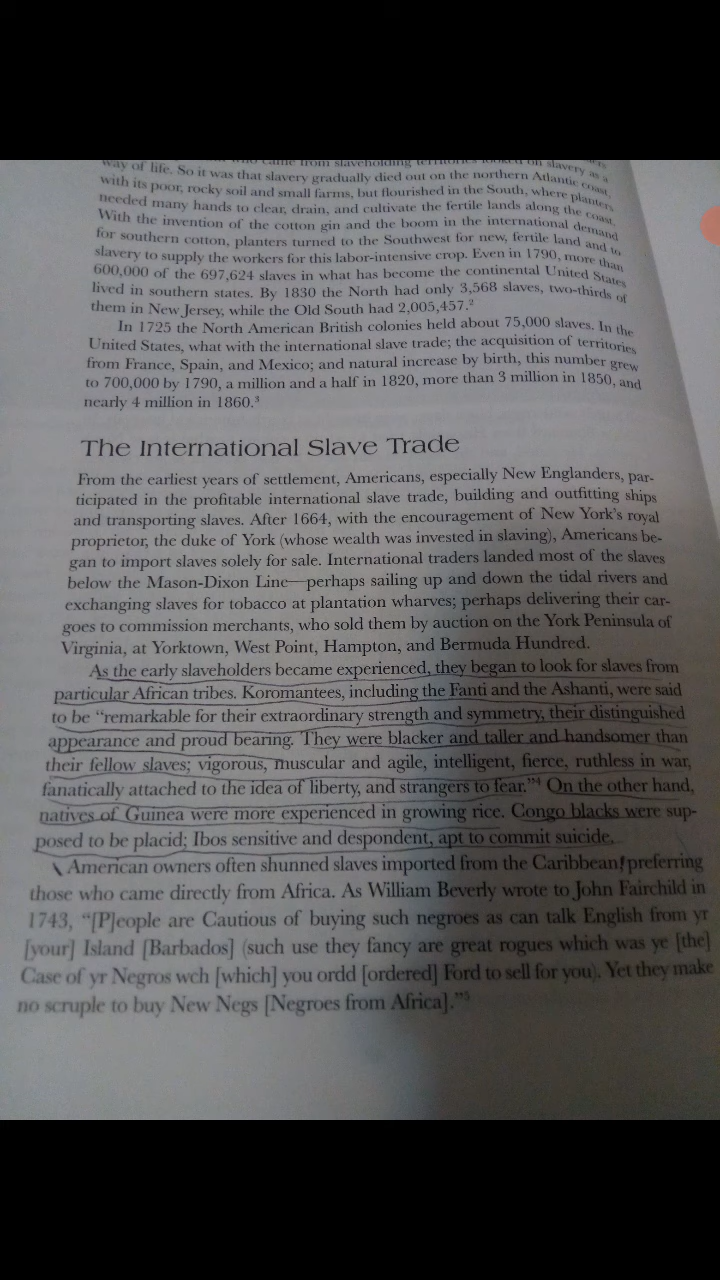 who came from slaveholding territories looked on slavery as a
way of life. So it was that slavery gradually died out on the northern Atlantic coast,
with its poor, rocky soil and small farms, but flourished in the South, where planters
needed many hands to clear, drain, and cultivate the fertile lands along the coast.
With the invention of the cotton gin and the boom in the international demand
for southern cotton, planters turned to the Southwest for new, fertile land and to
slavery to supply the workers for this labor-intensive crop. Even in 1790, more than
600,000 of the 697,624 slaves in what has become the continental United States
lived in southern states. By 1830 the North had only 3,568 slaves, two-thirds of
them in New Jersey, while the Old South had 2,005,457.²
In 1725 the North American British colonies held about 75,000 slaves. In the
United States, what with the international slave trade; the acquisition of territories
from France, Spain, and Mexico; and natural increase by birth, this number grew
to 700,000 by 1790, a million and a half in 1820, more than 3 million in 1850, and
nearly 4 million in 1860.³
The International Slave Trade
From the earliest years of settlement, Americans, especially New Englanders, par-
ticipated in the profitable international slave trade, building and outfitting ships
and transporting slaves. After 1664, with the encouragement of New York's royal
proprietor, the duke of York (whose wealth was invested in slaving), Americans be-
gan to import slaves solely for sale. International traders landed most of the slaves
below the Mason-Dixon Line—perhaps sailing up and down the tidal rivers and
exchanging slaves for tobacco at plantation wharves; perhaps delivering their car-
goes to commission merchants, who sold them by auction on the York Peninsula of
Virginia, at Yorktown, West Point, Hampton, and Bermuda Hundred.
As the early slaveholders became experienced, they began to look for slaves from
particular African tribes. Koromantees, including the Fanti and the Ashanti, were said
to be "remarkable for their extraordinary strength and symmetry, their distinguished
appearance and proud bearing. They were blacker and taller and handsomer than
their fellow slaves; vigorous, muscular and agile, intelligent, fierce, ruthless in war,
fanatically attached to the idea of liberty, and strangers to fear."⁴ On the other hand,
natives of Guinea were more experienced in growing rice. Congo blacks were sup-
posed to be placid; Ibos sensitive and despondent, apt to commit suicide.
American owners often shunned slaves imported from the Caribbean, preferring
those who came directly from Africa. As William Beverly wrote to John Fairchild in
1743, "[P]eople are Cautious of buying such negroes as can talk English from yr
[your] Island [Barbados] (such use they fancy are great rogues which was ye [the]
Case of yr Negros wch [which] you ordd [ordered] Ford to sell for you). Yet they make
no scruple to buy New Negs [Negroes from Africa]."⁵